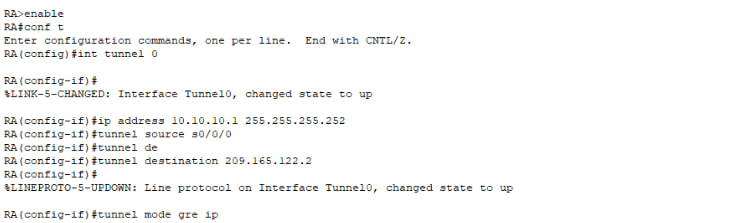 RA>enable
RA#conf t
Enter configuration commands, one per line.  End with CNTL/Z.
RA(config)#int tunnel 0
RA(config-if)#
%LINK-5-CHANGED: Interface Tunnel0, changed state to up
RA(config-if)#ip address 10.10.10.1 255.255.255.252
RA(config-if)#tunnel source s0/0/0
RA(config-if)#tunnel de
RA(config-if)#tunnel destination 209.165.122.2
RA(config-if)#
%LINEPROTO-5-UPDOWN: Line protocol on Interface Tunnel0, changed state to up
RA(config-if)#tunnel mode gre ip